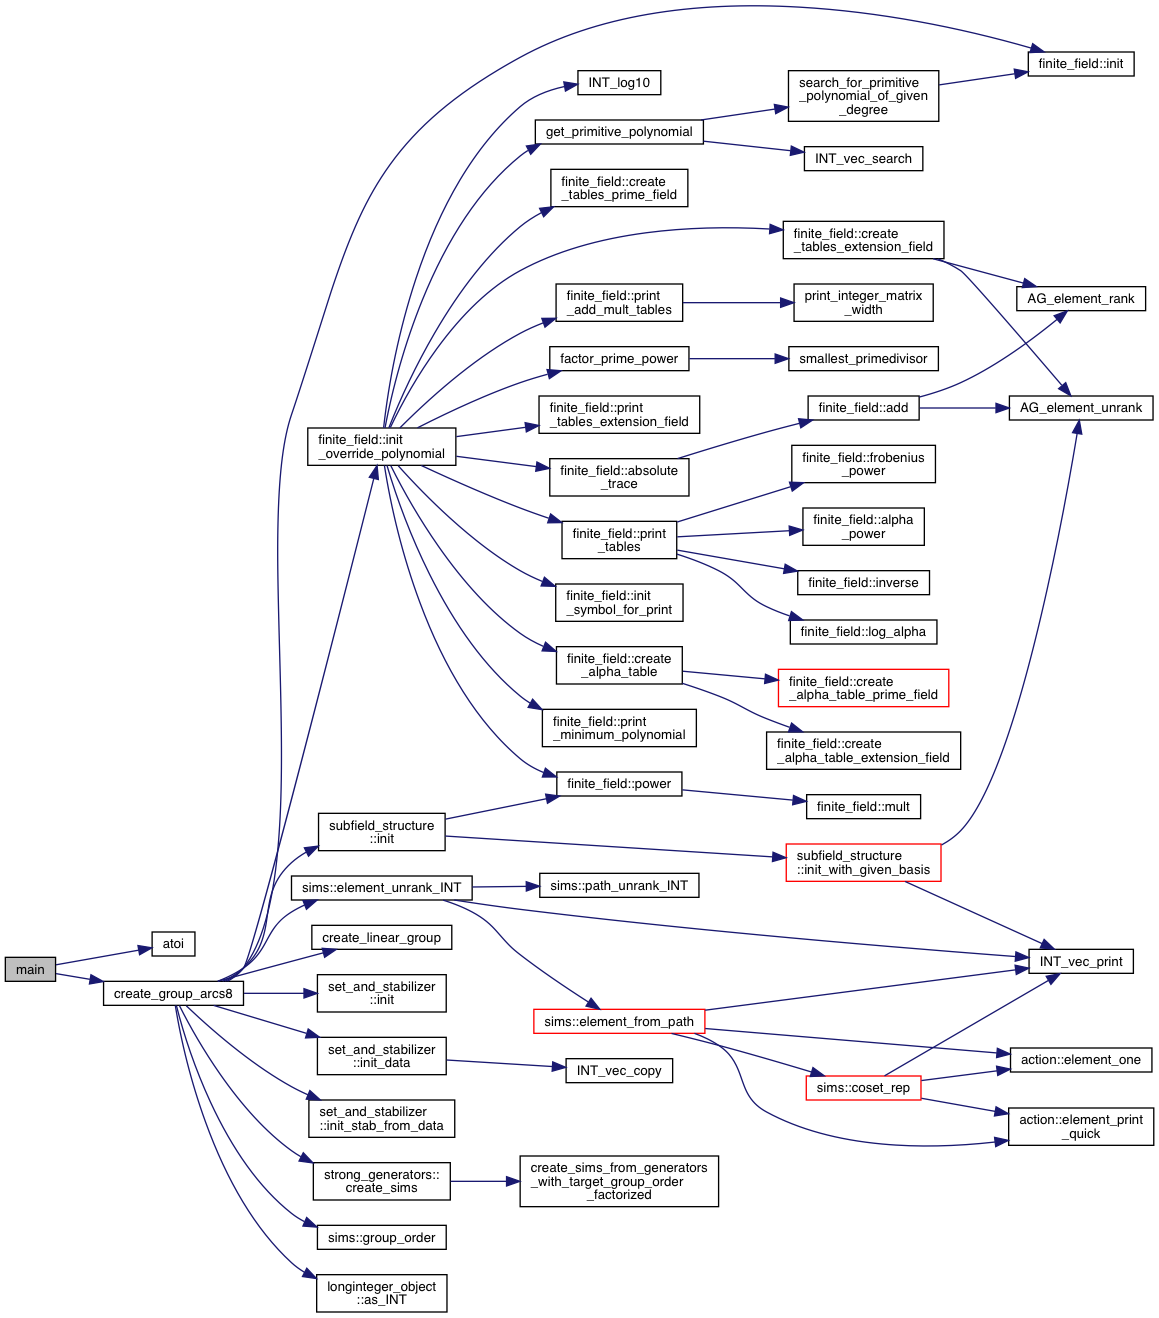 main
atoi
create_group_arcs8
finite_field::init
_override_polynomial
subfield_structure
::init
sims::element_unrank_INT
create_linear_group
set_and_stabilizer
::init
set_and_stabilizer
::init_data
set_and_stabilizer
::init_stab_from_data
strong_generators::
create_sims
sims::group_order
longinteger_object
::as_INT
INT_log10
get_primitive_polynomial
finite_field::create
_tables_prime_field
finite_field::print
_add_mult_tables
factor_prime_power
finite_field::print
_tables_extension_field
finite_field::absolute
_trace
finite_field::print
_tables
finite_field::init
_symbol_for_print
finite_field::create
_alpha_table
finite_field::print
_minimum_polynomial
finite_field::power
sims::path_unrank_INT
sims::element_from_path
INT_vec_copy
create_sims_from_generators
_with_target_group_order
_factorized
search_for_primitive
_polynomial_of_given
_degree
INT_vec_search
finite_field::create
_tables_extension_field
print_integer_matrix
_width
smallest_primedivisor
finite_field::add
finite_field::frobenius
_power
finite_field::alpha
_power
finite_field::inverse
finite_field::log_alpha
finite_field::create
_alpha_table_prime_field
finite_field::create
_alpha_table_extension_field
finite_field::mult
subfield_structure
::init_with_given_basis
sims::coset_rep
finite_field::init
AG_element_rank
AG_element_unrank
INT_vec_print
action::element_one
action::element_print
_quick